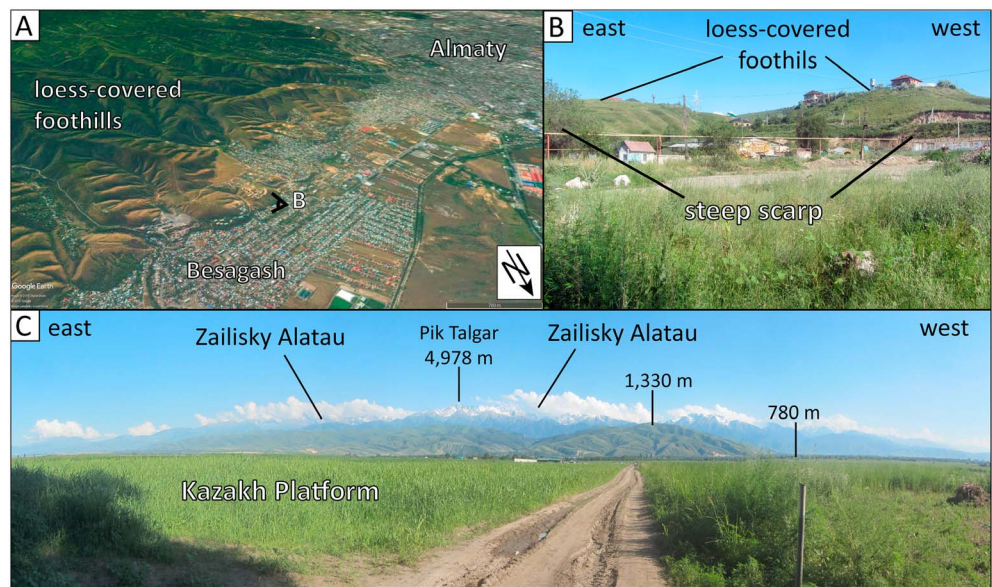 A
Almaty
loess-covered
foothills
B
Besagash
Google Earth
N
B
east
loess-covered
foothils
west
steep scarp
C
east
Zailisky Alatau
Pik Talgar
4,978 m
Zailisky Alatau
west
1,330 m
780 m
Kazakh Platform